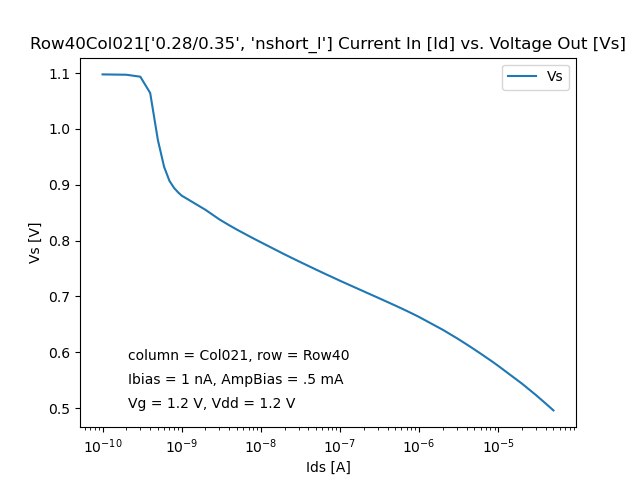 Row40Col021['0.28/0.35', 'nshort_l'] Current In [Id] vs. Voltage Out [Vs]
Vs
1.1
1.0
0.9
0.8
0.7
0.6
0.5
Vs [V]
column = Col021, row = Row40
Ibias = 1 nA, AmpBias = .5 mA
Vg = 1.2 V, Vdd = 1.2 V
10⁻¹⁰ 10⁻⁹ 10⁻⁸ 10⁻⁷ 10⁻⁶ 10⁻⁵
Ids [A]